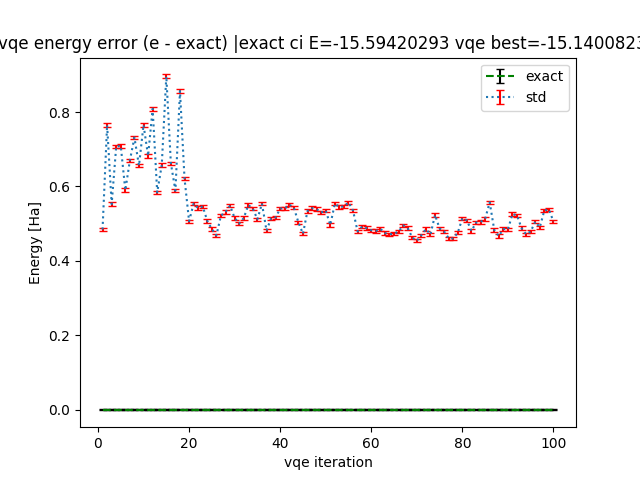 vqe energy error (e - exact) |exact ci E=-15.59420293 vqe best=-15.1400823
exact
std
Energy [Ha]
0.8
0.6
0.4
0.2
0.0
0 20 40 60 80 100
vqe iteration